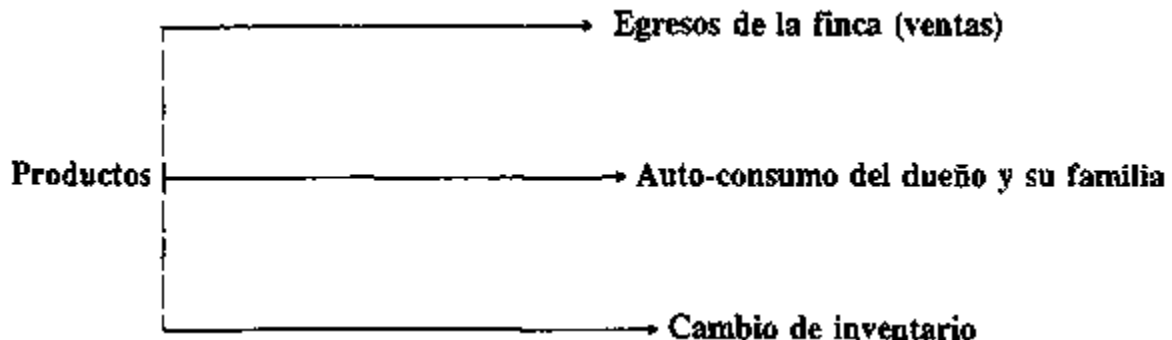 Egresos de la finca (ventas)
Productos
Auto-consumo del dueño y su familia
Cambio de inventario